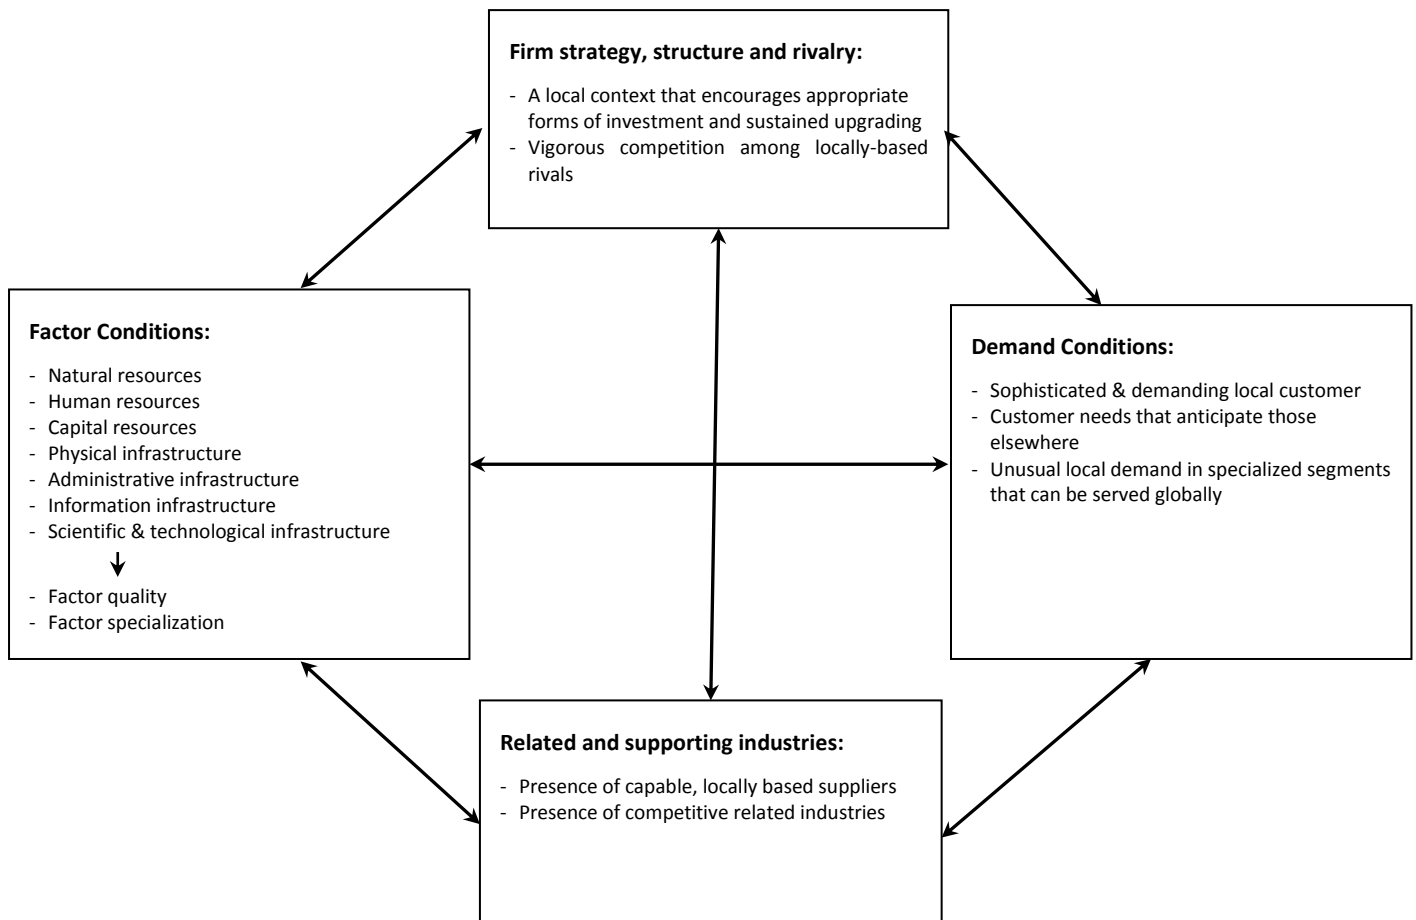 Firm strategy, structure and rivalry:
- A local context that encourages appropriate
forms of investment and sustained upgrading
- Vigorous competition among locally-based
rivals
Factor Conditions:
- Natural resources
- Human resources
- Capital resources
- Physical infrastructure
- Administrative infrastructure
- Information infrastructure
- Scientific & technological infrastructure
- Factor quality
- Factor specialization
Demand Conditions:
- Sophisticated & demanding local customer
- Customer needs that anticipate those
elsewhere
- Unusual local demand in specialized segments
that can be served globally
Related and supporting industries:
- Presence of capable, locally based suppliers
- Presence of competitive related industries